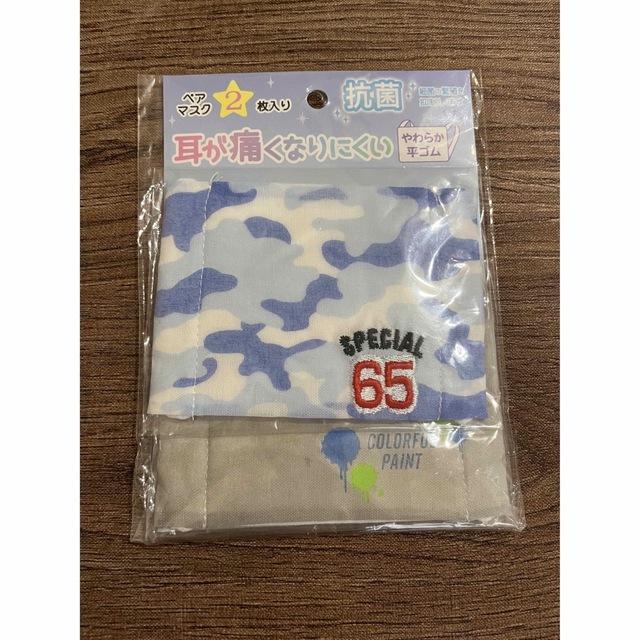 ペア
マスク
2
枚入り
抗菌
耳が痛くなりにくい
やわらか
平ゴム
SPECIAL
65
COLORFU
PAINT